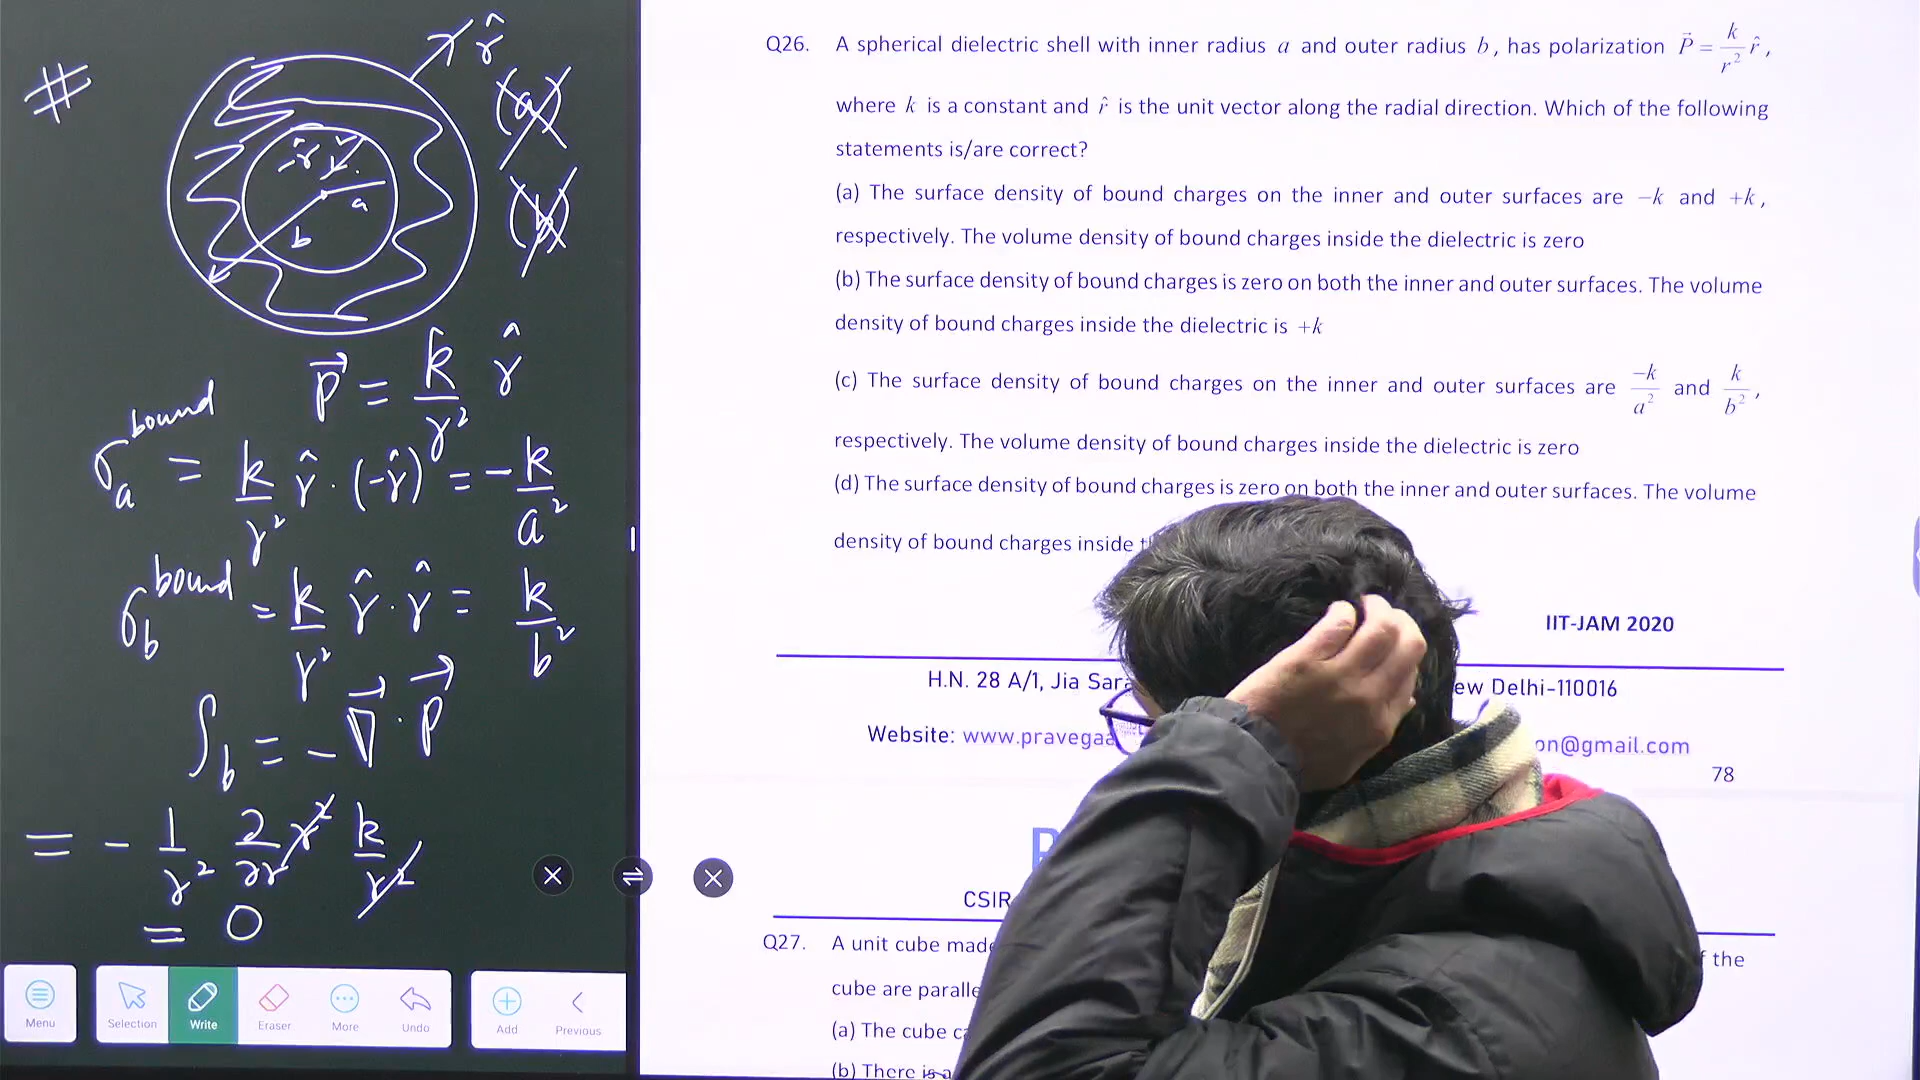 #
r̂
(a)
(b)
-r̂
a
b
P⃗ = k/r² r̂
σₐ^bound = k/r² r̂ · (-r̂) = - k/a²
σ_b^bound = k/r² r̂ · r̂ = k/b²
ρ_b = - ∇⃗ · P⃗
= - 1/r² ∂/∂r r² k/r²
= 0
Menu
Selection
Write
Eraser
More
Undo
Add
Previous
Q26. A spherical dielectric shell with inner radius a and outer radius b, has polarization P⃗ = k/r² r̂,
where k is a constant and r̂ is the unit vector along the radial direction. Which of the following
statements is/are correct?
(a) The surface density of bound charges on the inner and outer surfaces are −k and +k,
respectively. The volume density of bound charges inside the dielectric is zero
(b) The surface density of bound charges is zero on both the inner and outer surfaces. The volume
density of bound charges inside the dielectric is +k
(c) The surface density of bound charges on the inner and outer surfaces are −k/a² and k/b²,
respectively. The volume density of bound charges inside the dielectric is zero
(d) The surface density of bound charges is zero on both the inner and outer surfaces. The volume
density of bound charges inside
IIT-JAM 2020
H.N. 28 A/1, Jia Sara ew Delhi-110016
Website: www.pravegaa on@gmail.com
78
CSIR
Q27. A unit cube made f the
cube are paralle
(a) The cube ca
(b) There is a